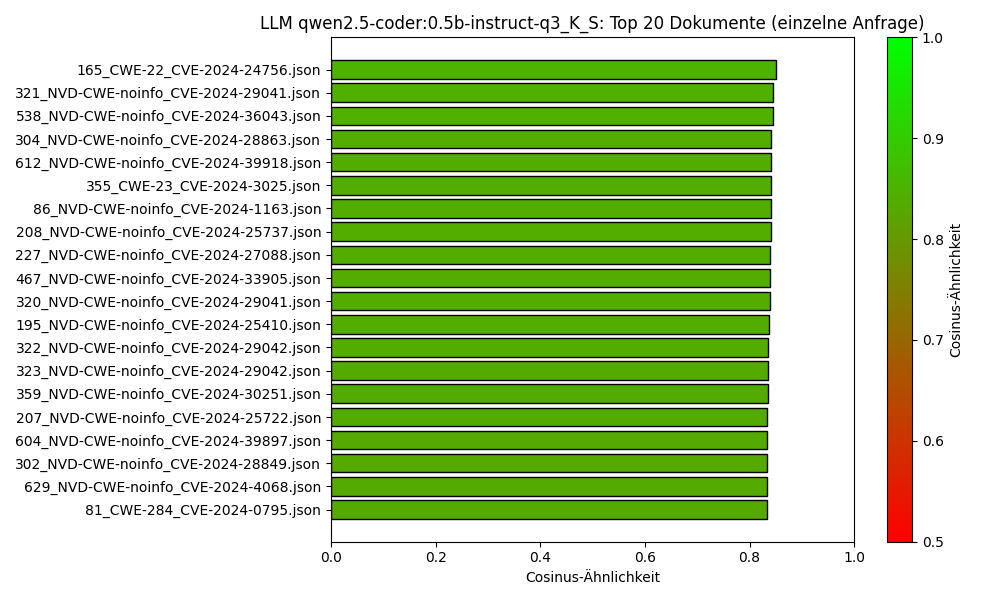 LLM qwen2.5-coder:0.5b-instruct-q3_K_S: Top 20 Dokumente (einzelne Anfrage)
165_CWE-22_CVE-2024-24756.json
321_NVD-CWE-noinfo_CVE-2024-29041.json
538_NVD-CWE-noinfo_CVE-2024-36043.json
304_NVD-CWE-noinfo_CVE-2024-28863.json
612_NVD-CWE-noinfo_CVE-2024-39918.json
355_CWE-23_CVE-2024-3025.json
86_NVD-CWE-noinfo_CVE-2024-1163.json
208_NVD-CWE-noinfo_CVE-2024-25737.json
227_NVD-CWE-noinfo_CVE-2024-27088.json
467_NVD-CWE-noinfo_CVE-2024-33905.json
320_NVD-CWE-noinfo_CVE-2024-29041.json
195_NVD-CWE-noinfo_CVE-2024-25410.json
322_NVD-CWE-noinfo_CVE-2024-29042.json
323_NVD-CWE-noinfo_CVE-2024-29042.json
359_NVD-CWE-noinfo_CVE-2024-30251.json
207_NVD-CWE-noinfo_CVE-2024-25722.json
604_NVD-CWE-noinfo_CVE-2024-39897.json
302_NVD-CWE-noinfo_CVE-2024-28849.json
629_NVD-CWE-noinfo_CVE-2024-4068.json
81_CWE-284_CVE-2024-0795.json
0.0 0.2 0.4 0.6 0.8 1.0
Cosinus-Ähnlichkeit
1.0
0.9
0.8
0.7
0.6
0.5
Cosinus-Ähnlichkeit